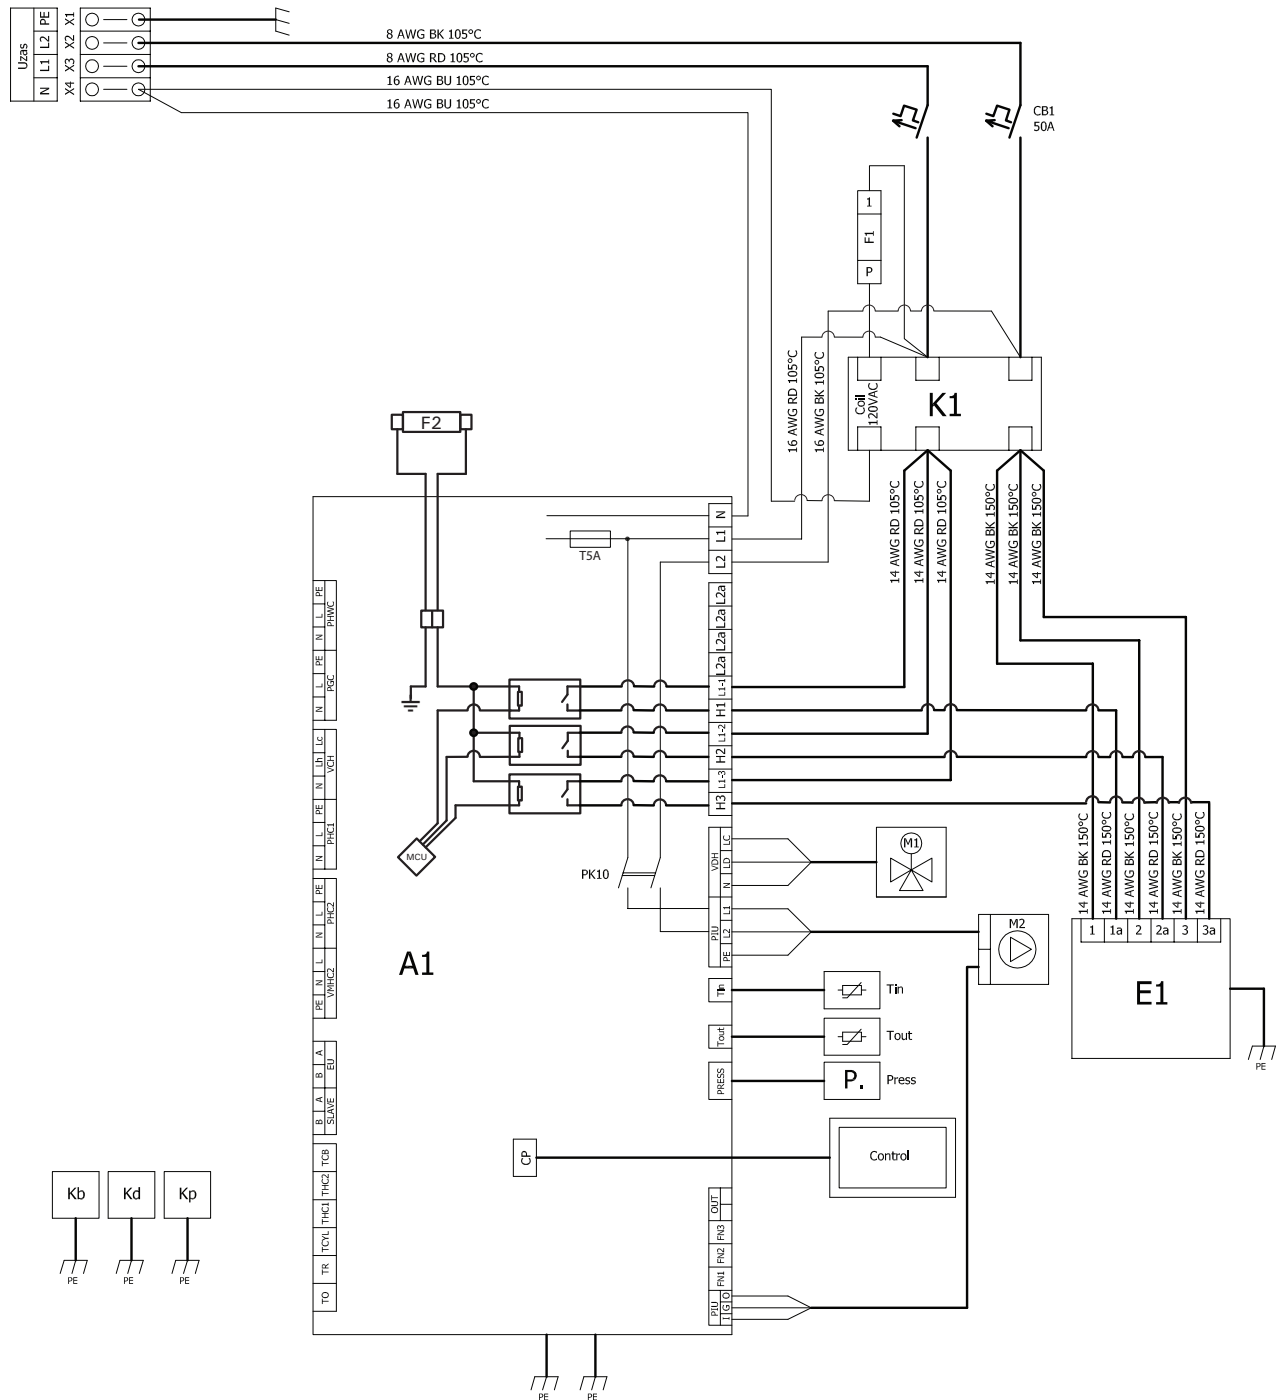 Uzas
PE X1
L2 X2
L1 X3
N X4
8 AWG BK 105°C
8 AWG RD 105°C
16 AWG BU 105°C
16 AWG BU 105°C
CB1
50A
1
F1
P
16 AWG RD 105°C
16 AWG BK 105°C
Coil
120VAC
K1
F2
14 AWG RD 105°C
14 AWG RD 105°C
14 AWG RD 105°C
14 AWG BK 150°C
14 AWG BK 150°C
14 AWG BK 150°C
T5A
N
L1
L2
L2a
L2a
L2a
L2a
L1-1
H1
L1-2
H2
L1-3
H3
PE
L
N
PHWC
PE
L
N
PGC
Lc
Lh
N
VCH
PE
L
N
PHC1
PE
L
N
PHC2
L
N
PE
VMHC2
A
B
EU
A
B
SLAVE
TCB
THC2
THC1
TCYL
TR
TO
MCU
PK10
A1
VDH
LC
LD
N
PIU
L1
L2
PE
M1
M2
Tin
Tin
Tout
Tout
PRESS
P.
Press
CP
Control
OUT
FN3
FN2
FN1
PIU
O
G
I
14 AWG BK 150°C
14 AWG RD 150°C
14 AWG BK 150°C
14 AWG RD 150°C
14 AWG BK 150°C
14 AWG RD 150°C
1 1a 2 2a 3 3a
E1
PE
Kb Kd Kp
PE PE PE
PE PE